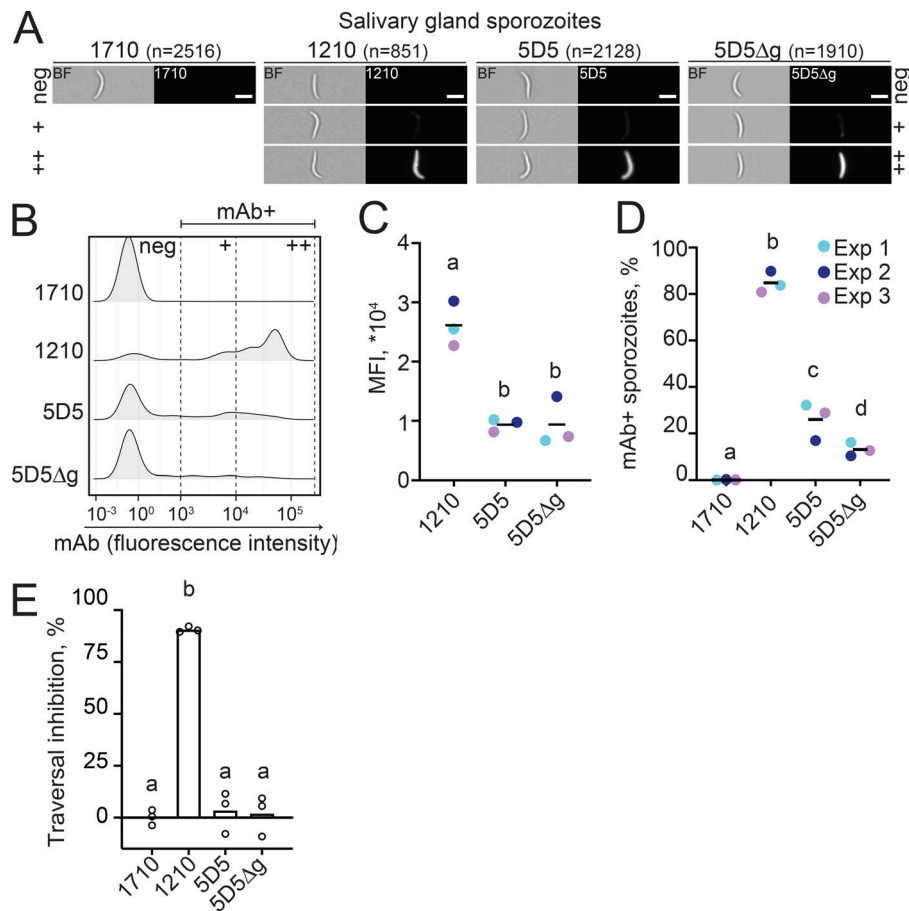 A
Salivary gland sporozoites
1710 (n=2516)
1210 (n=851)
5D5 (n=2128)
5D5Δg (n=1910)
neg
BF
1710
BF
1210
BF
5D5
BF
5D5Δg
neg
+
+
++
++
B
mAb+
neg
+
++
1710
1210
5D5
5D5Δg
10-3
100
103
104
105
mAb (fluorescence intensity)
C
MFI, *10⁴
4
3
2
1
0
a
b
b
1210
5D5
5D5Δg
D
mAb+ sporozoites, %
100
80
60
40
20
0
a
b
c
d
Exp 1
Exp 2
Exp 3
1710
1210
5D5
5D5Δg
E
Traversal inhibition, %
100
75
50
25
0
a
b
a
a
1710
1210
5D5
5D5Δg